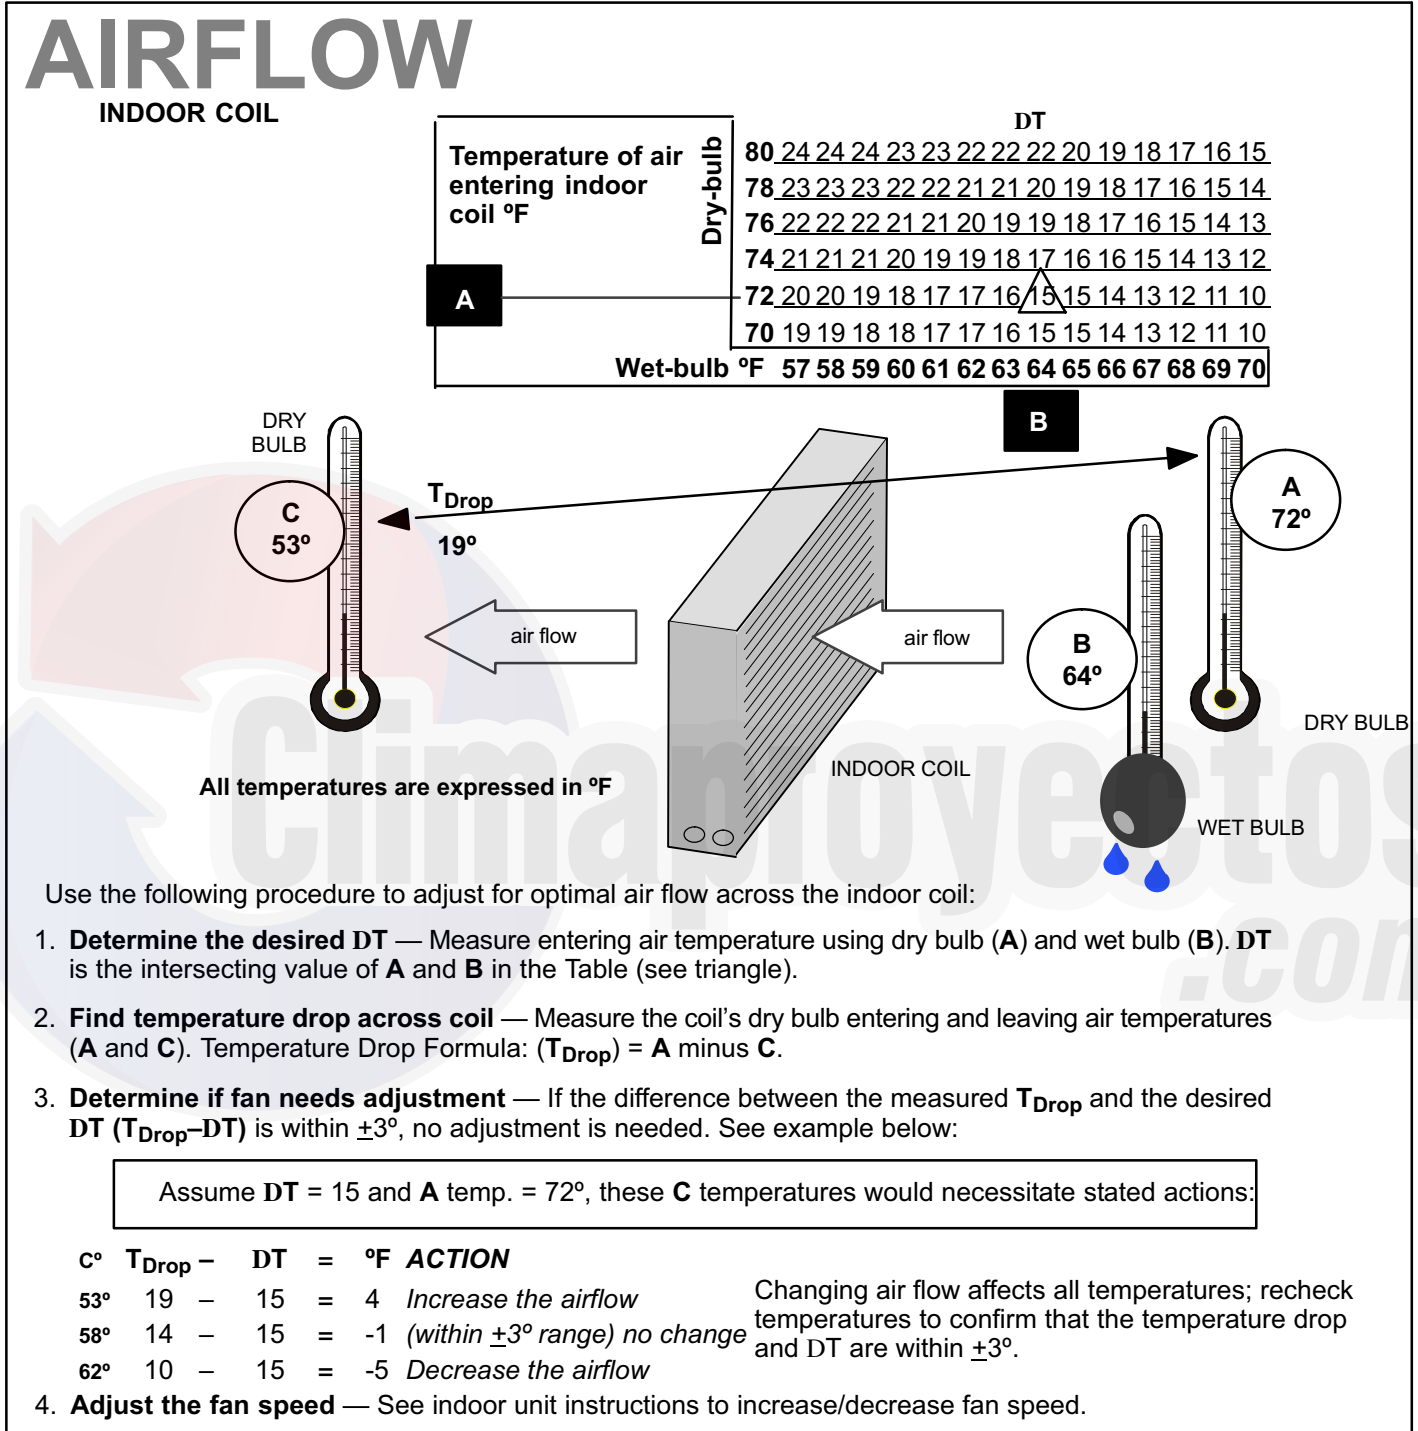 AIRFLOW
INDOOR COIL
Temperature of air
entering indoor
coil ºF
Dry-bulb
DT
80 24 24 24 23 23 22 22 22 20 19 18 17 16 15
78 23 23 23 22 22 21 21 20 19 18 17 16 15 14
76 22 22 22 21 21 20 19 19 18 17 16 15 14 13
74 21 21 21 20 19 19 18 17 16 16 15 14 13 12
A
72 20 20 19 18 17 17 16 15 15 14 13 12 11 10
70 19 19 18 18 17 17 16 15 15 14 13 12 11 10
Wet-bulb ºF 57 58 59 60 61 62 63 64 65 66 67 68 69 70
B
DRY
BULB
C
53º
TDrop
19º
A
72º
air flow
air flow
B
64º
DRY BULB
INDOOR COIL
All temperatures are expressed in ºF
WET BULB
Climaproyectos
.com
Use the following procedure to adjust for optimal air flow across the indoor coil:
1. Determine the desired DT — Measure entering air temperature using dry bulb (A) and wet bulb (B). DT
is the intersecting value of A and B in the Table (see triangle).
2. Find temperature drop across coil — Measure the coil's dry bulb entering and leaving air temperatures
(A and C). Temperature Drop Formula: (TDrop) = A minus C.
3. Determine if fan needs adjustment — If the difference between the measured TDrop and the desired
DT (TDrop–DT) is within ±3º, no adjustment is needed. See example below:
Assume DT = 15 and A temp. = 72º, these C temperatures would necessitate stated actions:
Cº TDrop – DT = ºF ACTION
53º 19 – 15 = 4 Increase the airflow
58º 14 – 15 = -1 (within ±3º range) no change
62º 10 – 15 = -5 Decrease the airflow
Changing air flow affects all temperatures; recheck
temperatures to confirm that the temperature drop
and DT are within ±3º.
4. Adjust the fan speed — See indoor unit instructions to increase/decrease fan speed.